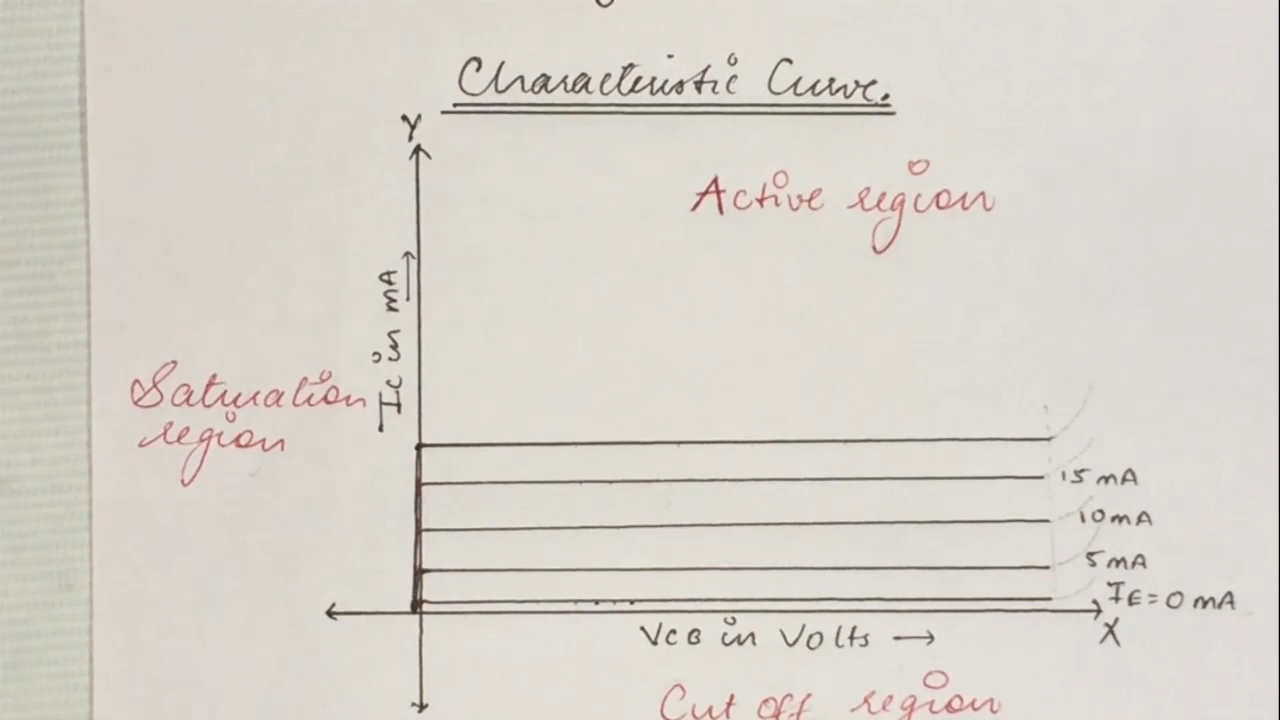 Characteristic Curve.
Y
Active region
Ic in mA →
Saturation
region
15 mA
10 mA
5 mA
IE = 0 mA
VCB in Volts →
X
Cut off region